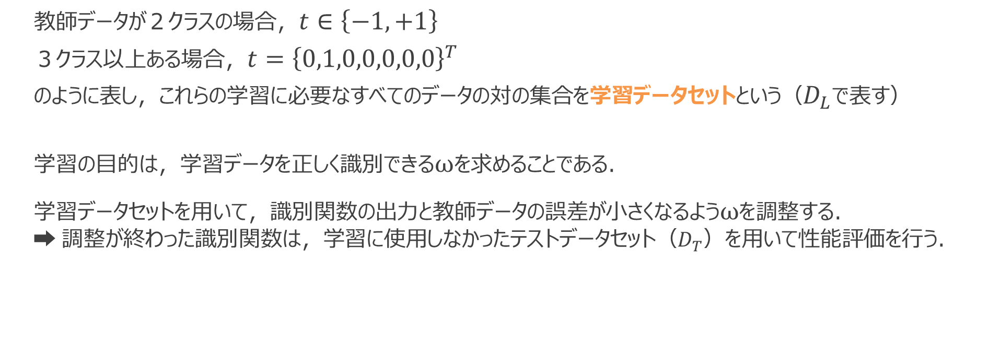 教師データが２クラスの場合，t ∈ {−1, +1}
３クラス以上ある場合，t = {0,1,0,0,0,0,0}^T
のように表し，これらの学習に必要なすべてのデータの対の集合を学習データセットという（D_Lで表す）
学習の目的は，学習データを正しく識別できるωを求めることである．
学習データセットを用いて，識別関数の出力と教師データの誤差が小さくなるようωを調整する．
➡ 調整が終わった識別関数は，学習に使用しなかったテストデータセット（D_T）を用いて性能評価を行う．